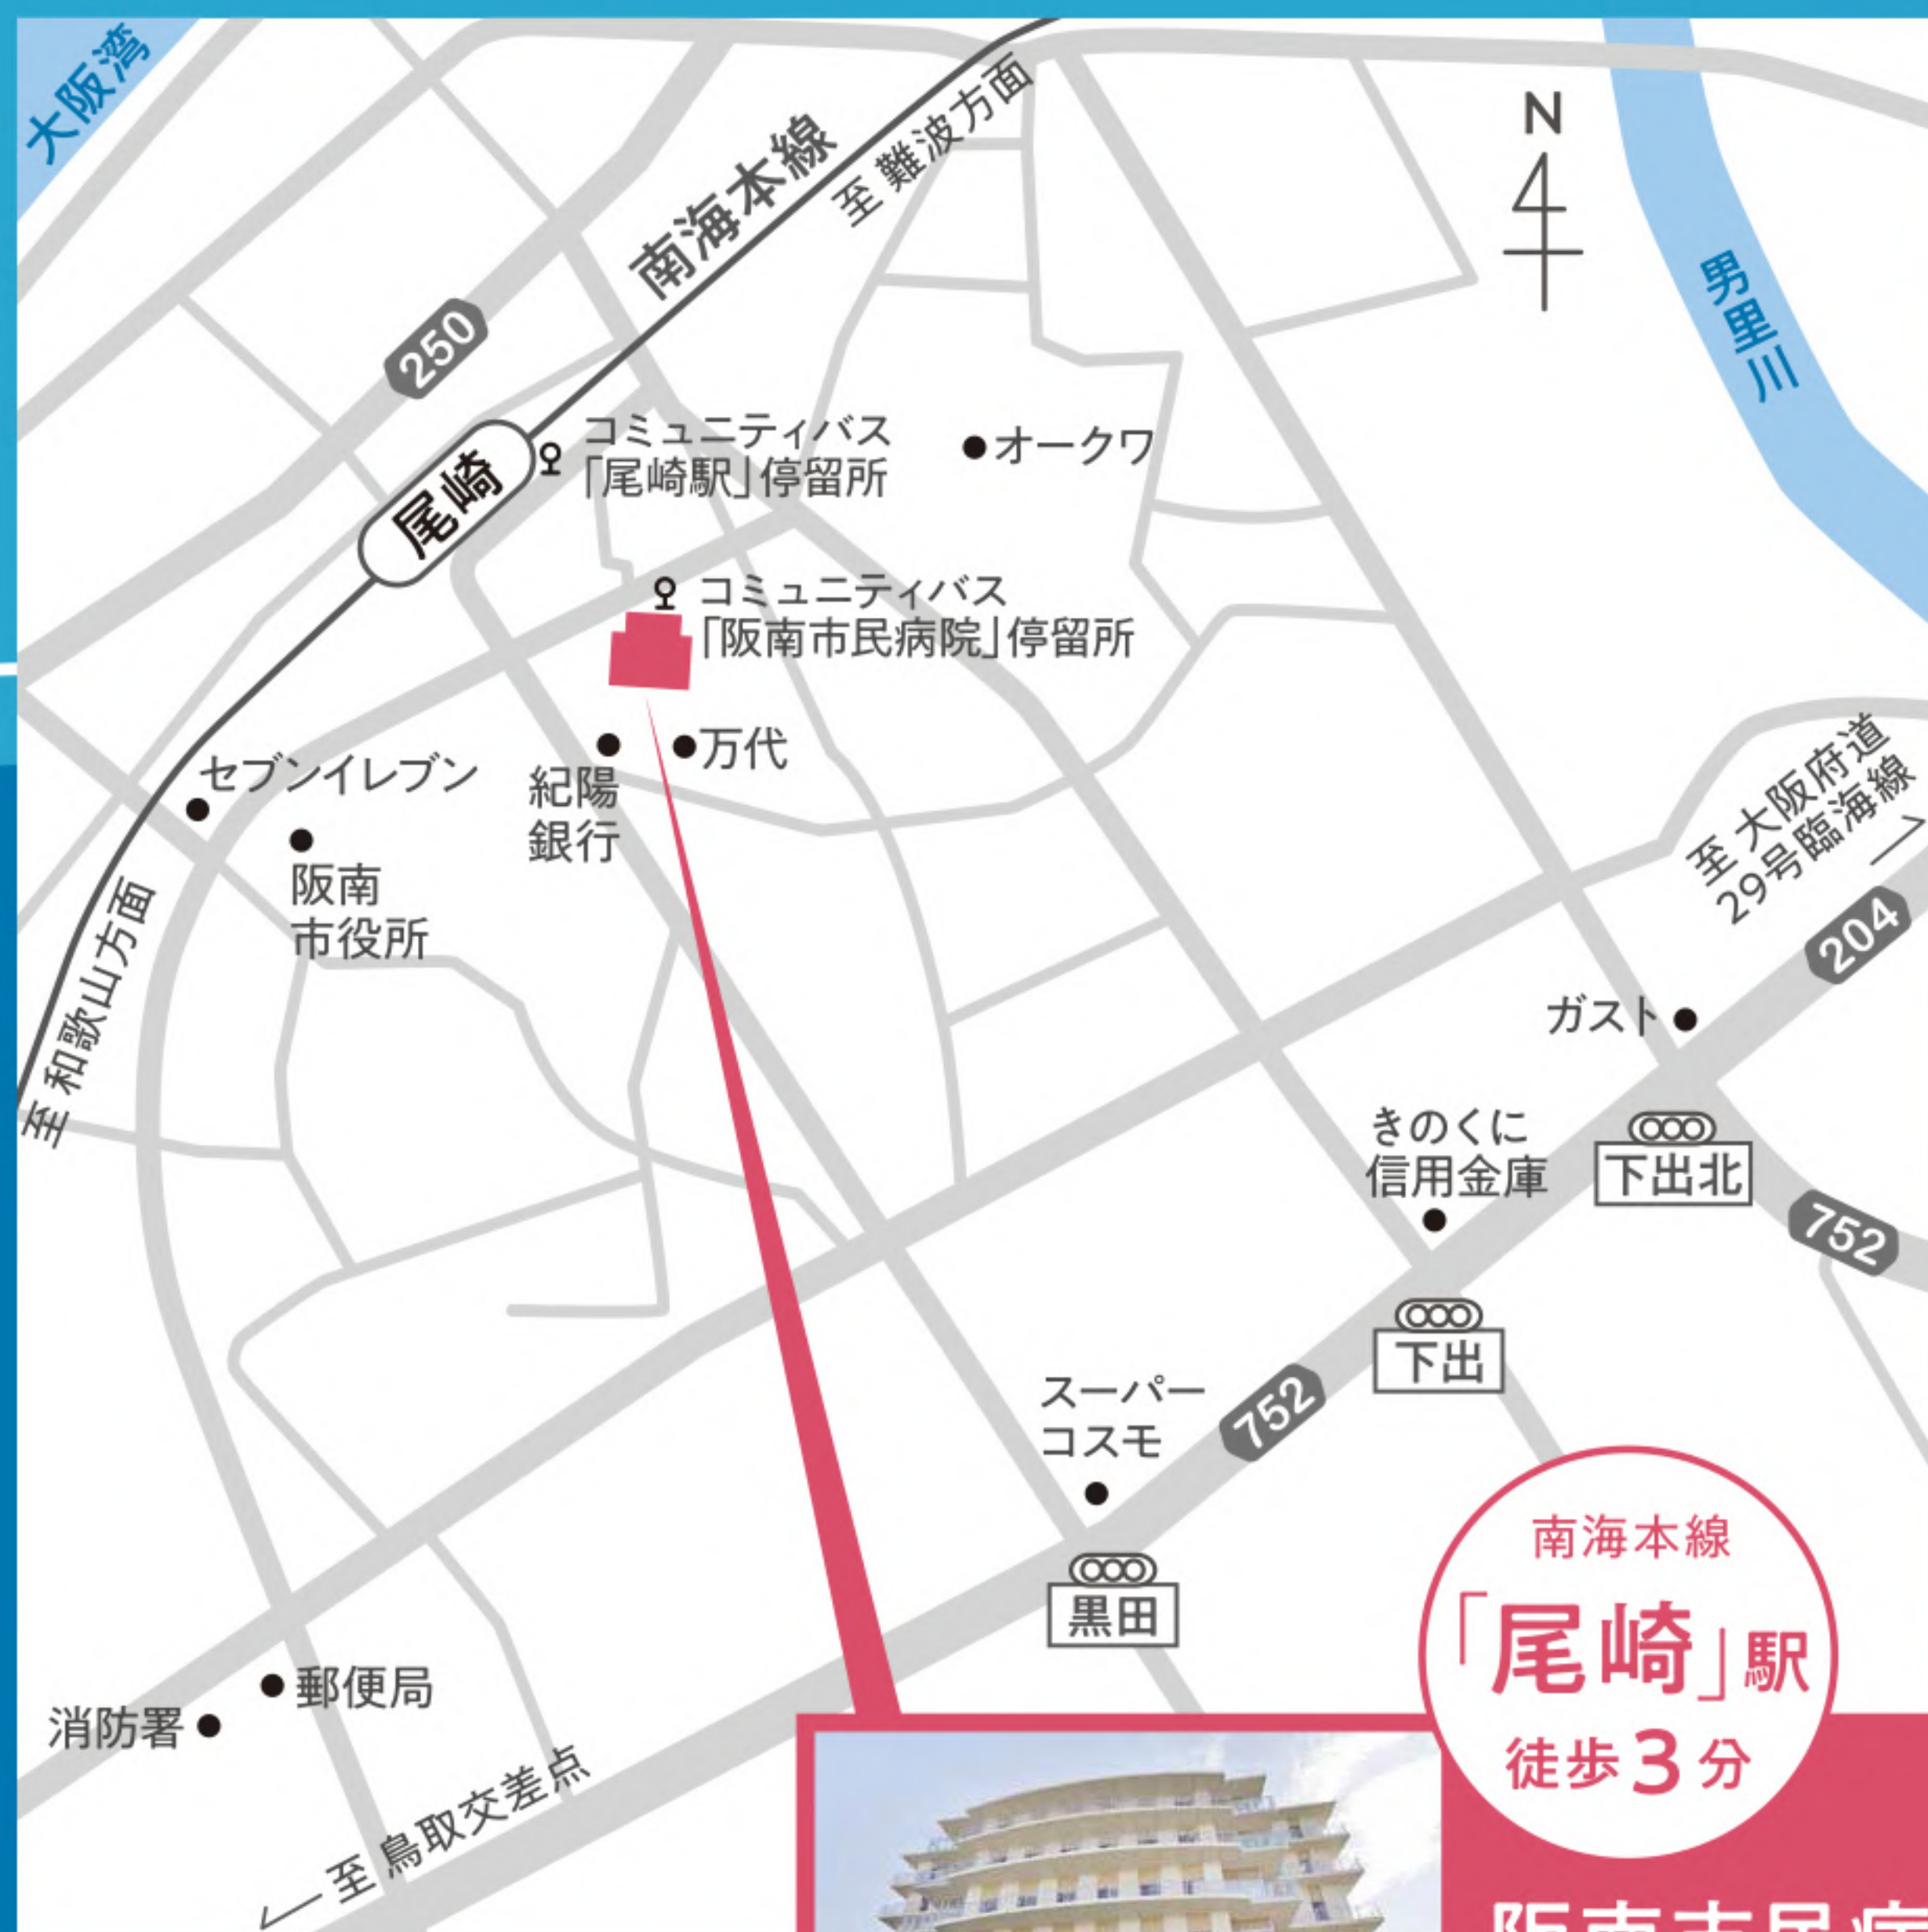 大阪湾
南海本線
至 難波方面
N
男里川
250
尾崎
コミュニティバス
「尾崎駅」停留所
オークワ
コミュニティバス
「阪南市民病院」停留所
セブンイレブン
紀陽
銀行
万代
阪南
市役所
至 和歌山方面
至 大阪府道
29号臨海線
204
ガスト
きのくに
信用金庫
下出北
752
下出
752
スーパー
コスモ
黒田
郵便局
消防署
至 鳥取交差点
南海本線
「尾崎」駅
徒歩3分
阪南市民病